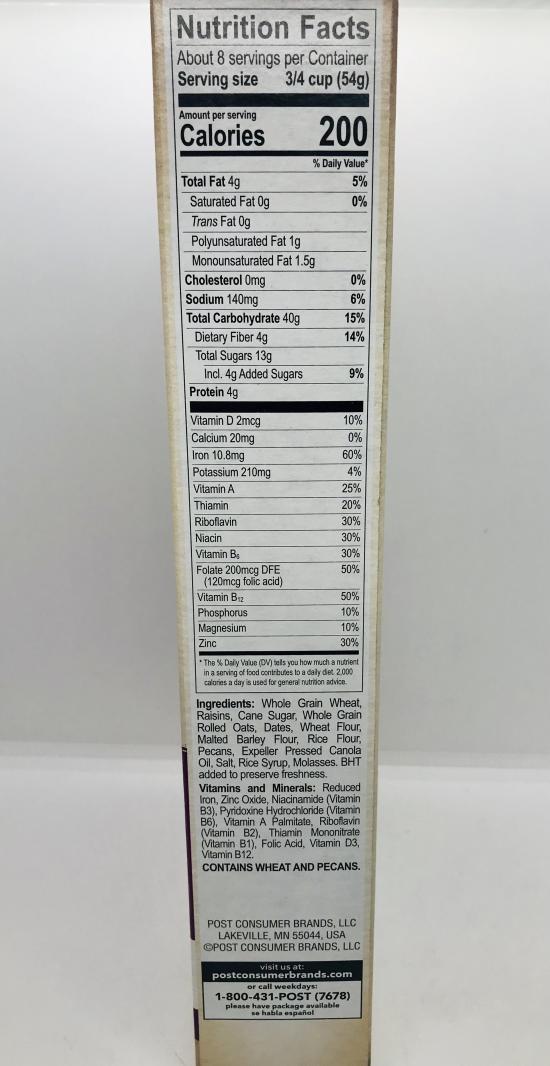 Nutrition Facts
About 8 servings per Container
Serving size 3/4 cup (54g)
Amount per serving
Calories 200
% Daily Value*
Total Fat 4g 5%
Saturated Fat 0g 0%
Trans Fat 0g
Polyunsaturated Fat 1g
Monounsaturated Fat 1.5g
Cholesterol 0mg 0%
Sodium 140mg 6%
Total Carbohydrate 40g 15%
Dietary Fiber 4g 14%
Total Sugars 13g
Incl. 4g Added Sugars 9%
Protein 4g
Vitamin D 2mcg 10%
Calcium 20mg 0%
Iron 10.8mg 60%
Potassium 210mg 4%
Vitamin A 25%
Thiamin 20%
Riboflavin 30%
Niacin 30%
Vitamin B6 30%
Folate 200mcg DFE 50%
(120mcg folic acid)
Vitamin B12 50%
Phosphorus 10%
Magnesium 10%
Zinc 30%
* The % Daily Value (DV) tells you how much a nutrient
in a serving of food contributes to a daily diet. 2,000
calories a day is used for general nutrition advice.
Ingredients: Whole Grain Wheat,
Raisins, Cane Sugar, Whole Grain
Rolled Oats, Dates, Wheat Flour,
Malted Barley Flour, Rice Flour,
Pecans, Expeller Pressed Canola
Oil, Salt, Rice Syrup, Molasses. BHT
added to preserve freshness.
Vitamins and Minerals: Reduced
Iron, Zinc Oxide, Niacinamide (Vitamin
B3), Pyridoxine Hydrochloride (Vitamin
B6), Vitamin A Palmitate, Riboflavin
(Vitamin B2), Thiamin Mononitrate
(Vitamin B1), Folic Acid, Vitamin D3,
Vitamin B12.
CONTAINS WHEAT AND PECANS.
POST CONSUMER BRANDS, LLC
LAKEVILLE, MN 55044, USA
©POST CONSUMER BRANDS, LLC
visit us at:
postconsumerbrands.com
or call weekdays:
1-800-431-POST (7678)
please have package available
se habla español